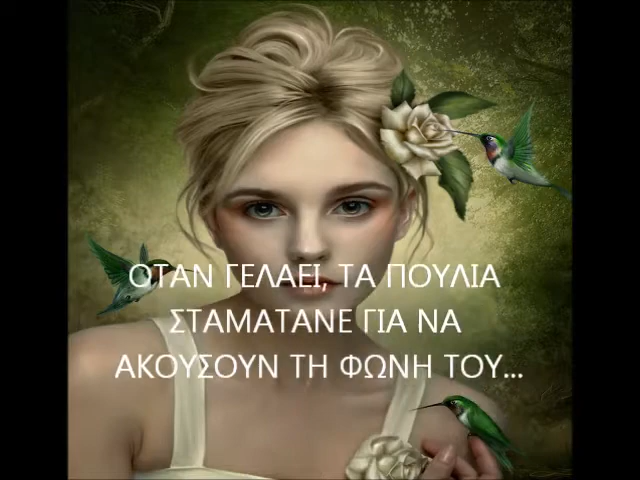 ΟΤΑΝ ΓΕΛΑΕΙ, ΤΑ ΠΟΥΛΙΑ
ΣΤΑΜΑΤΑΝΕ ΓΙΑ ΝΑ
ΑΚΟΥΣΟΥΝ ΤΗ ΦΩΝΗ ΤΟΥ...